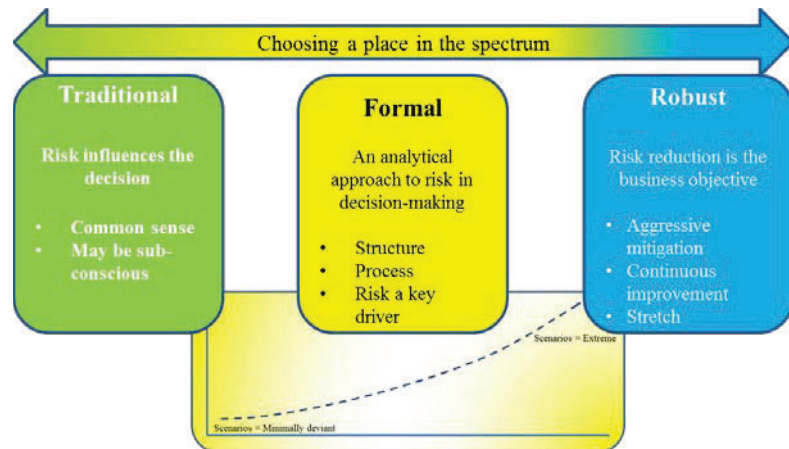 Choosing a place in the spectrum
Traditional
Risk influences the
decision
• Common sense
• May be sub-
conscious
Formal
An analytical
approach to risk in
decision-making
• Structure
• Process
• Risk a key
driver
Robust
Risk reduction is the
business objective
• Aggressive
mitigation
• Continuous
improvement
• Stretch
Scenarios = Extreme
Scenarios = Minimally deviant